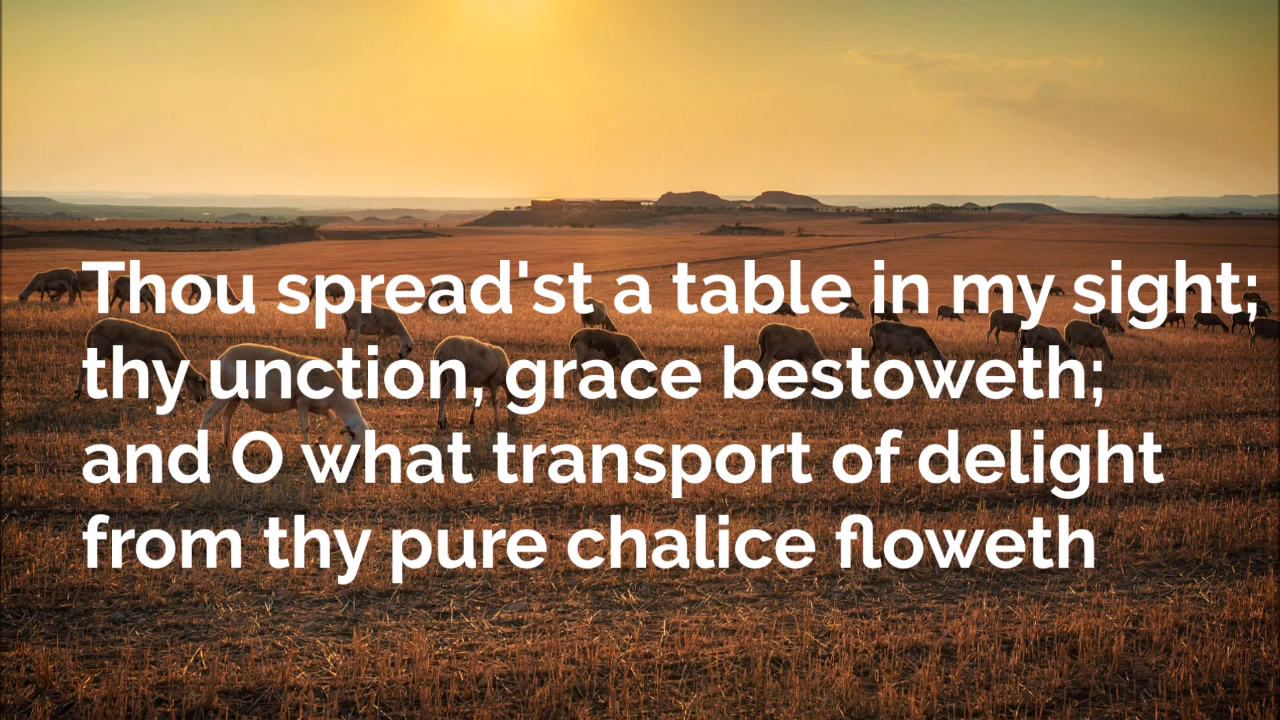 Thou spread'st a table in my sight;
thy unction, grace bestoweth;
and O what transport of delight
from thy pure chalice floweth